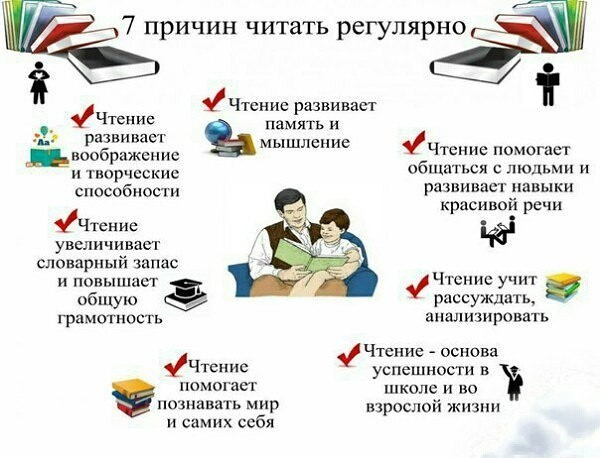 7 причин читать регулярно
Чтение развивает
память и
мышление
Чтение
развивает
воображение
и творческие
способности
Чтение помогает
общаться с людьми и
развивает навыки
красивой речи
Чтение
увеличивает
словарный запас
и повышает
общую
грамотность
Чтение учит
рассуждать,
анализировать
Чтение
помогает
познавать мир
и самих себя
Чтение - основа
успешности в
школе и во
взрослой жизни